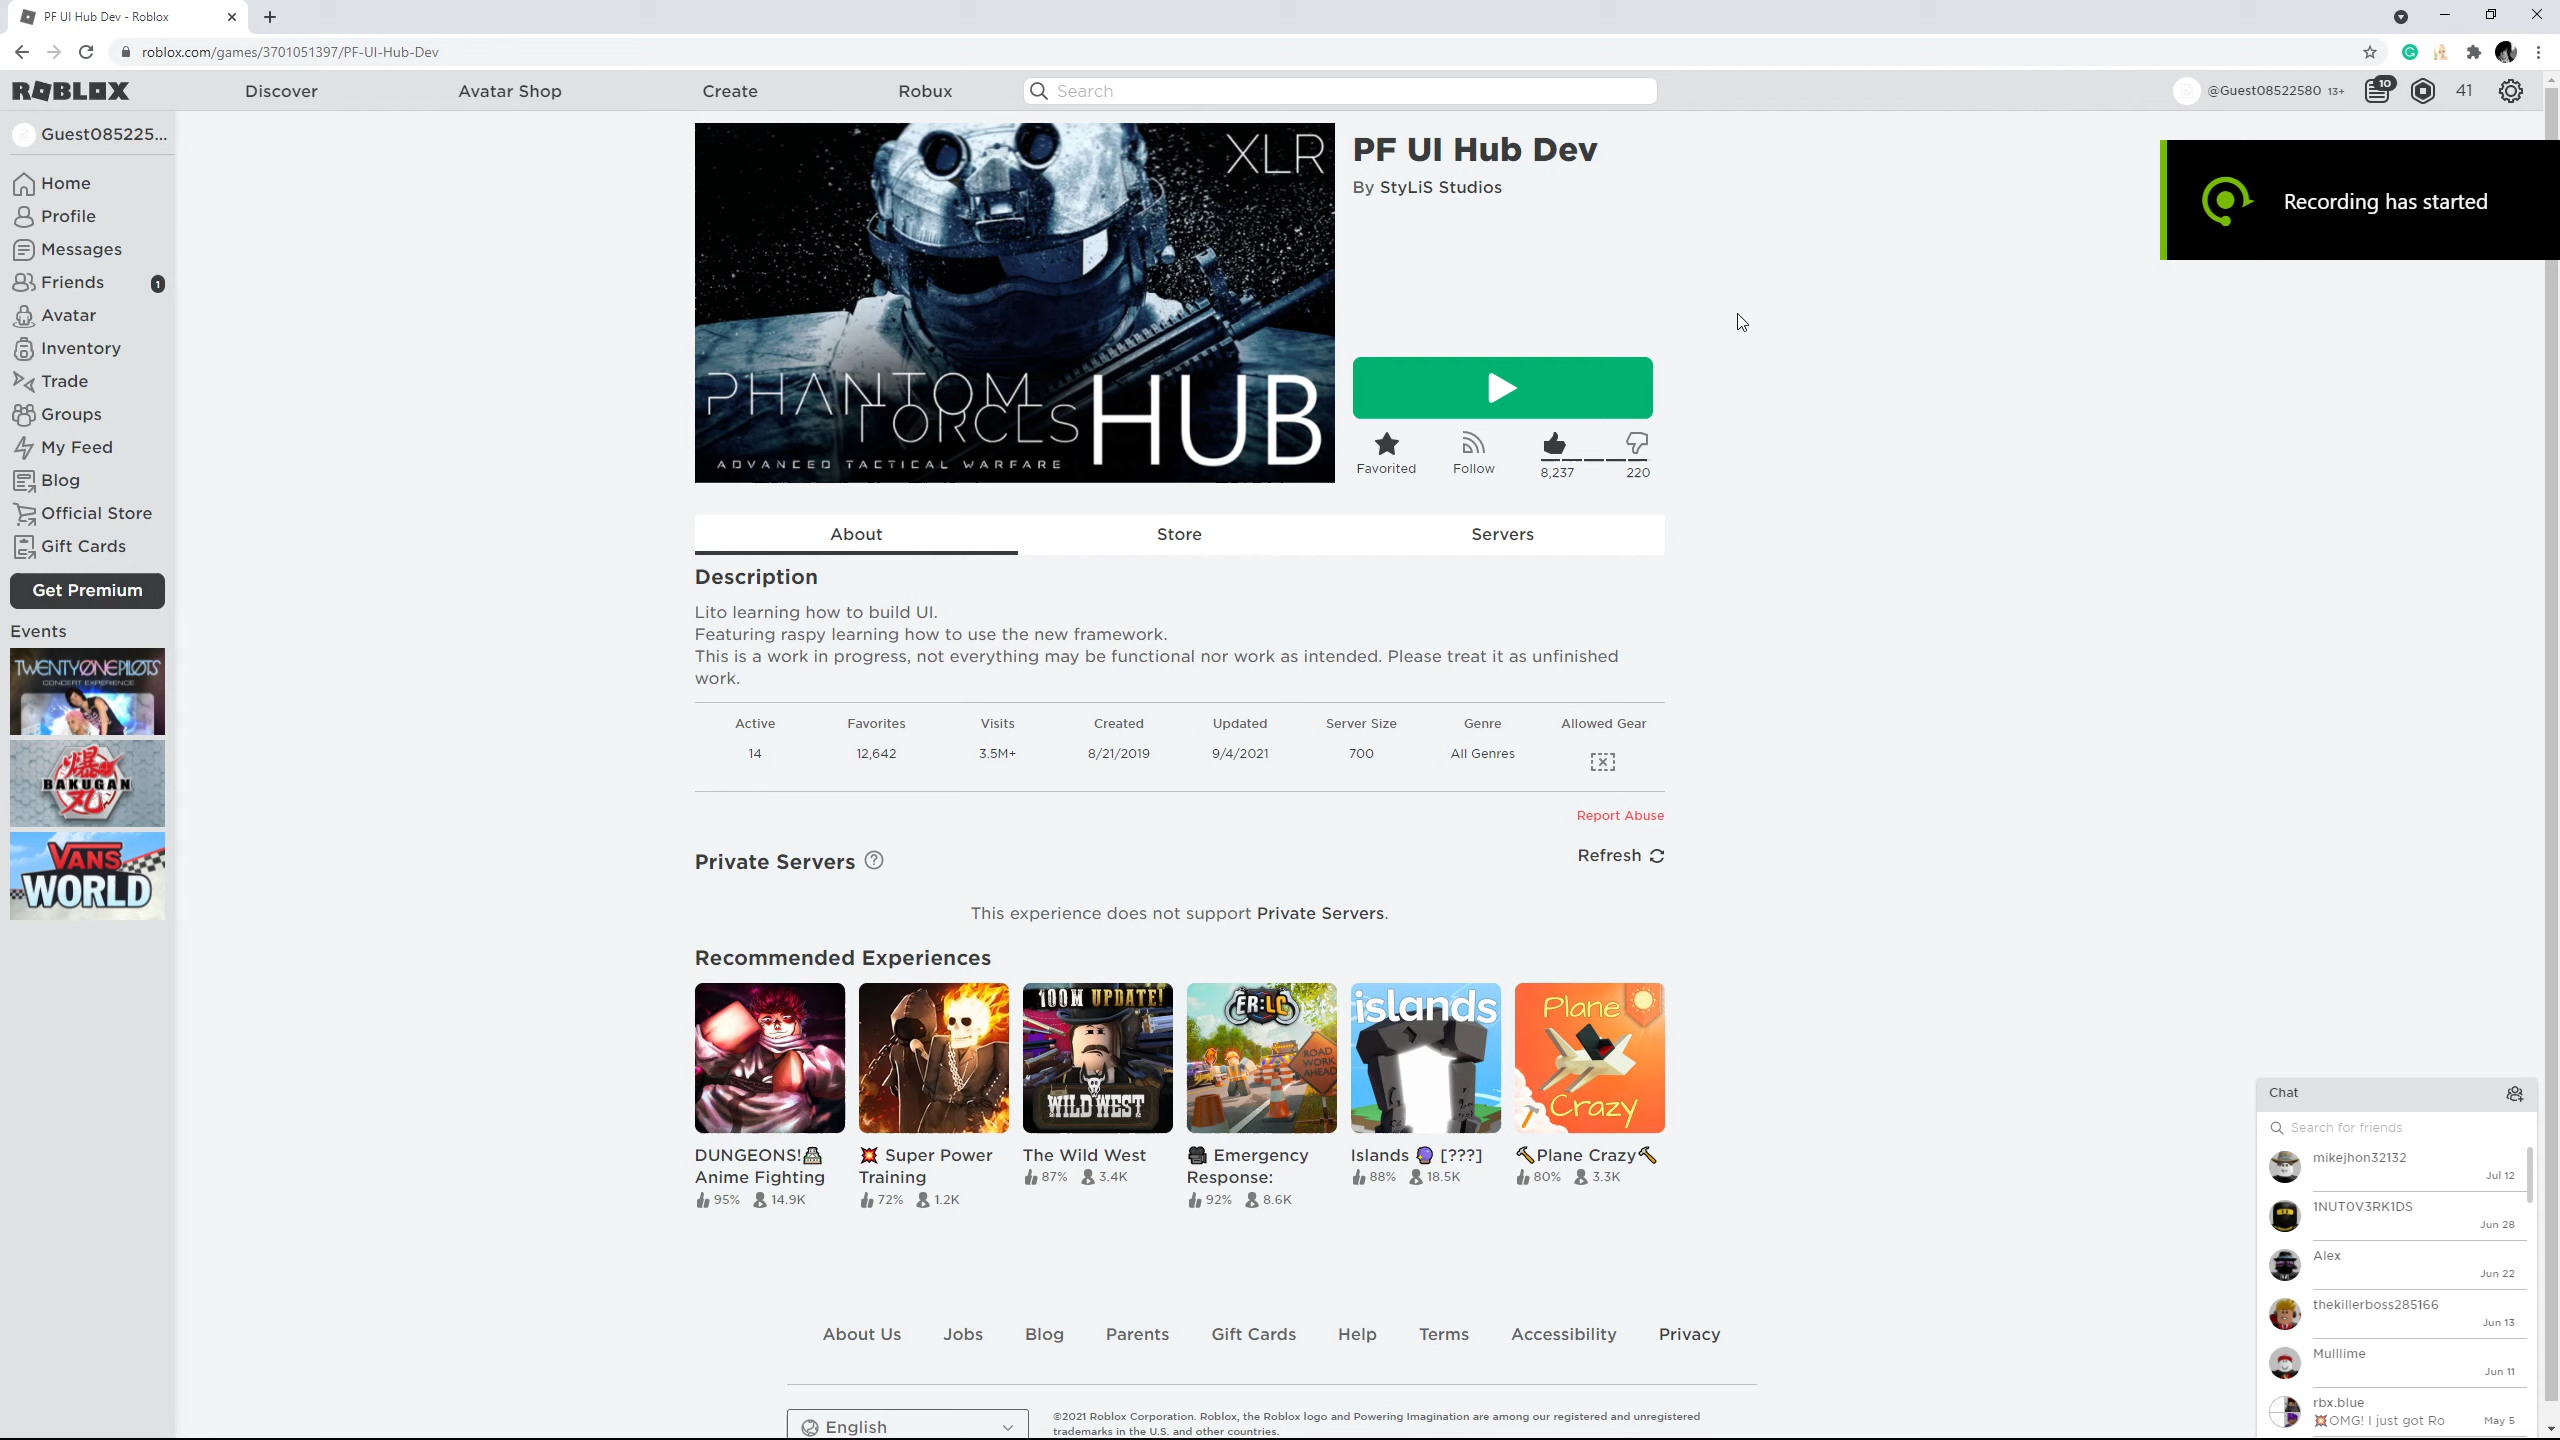 PF UI Hub Dev - Roblox
roblox.com/games/3701051397/PF-UI-Hub-Dev
ROBLOX
Discover
Avatar Shop
Create
Robux
Search
@Guest08522580 13+
10
41
Guest085225...
Home
Profile
Messages
Friends
1
Avatar
Inventory
Trade
Groups
My Feed
Blog
Official Store
Gift Cards
Get Premium
Events
TWENTY ØNE PILØTS
CONCERT EXPERIENCE
爆
BAKUGAN
丸
VANS
WORLD
XLR
PHANTOM
FORCES
HUB
ADVANCED TACTICAL WARFARE
PF UI Hub Dev
By StyLiS Studios
Recording has started
Favorited
Follow
8,237
220
About
Store
Servers
Description
Lito learning how to build UI.
Featuring raspy learning how to use the new framework.
This is a work in progress, not everything may be functional nor work as intended. Please treat it as unfinished
work.
Active Favorites Visits Created Updated Server Size Genre Allowed Gear
14 12,642 3.5M+ 8/21/2019 9/4/2021 700 All Genres
Report Abuse
Private Servers ?
Refresh
This experience does not support Private Servers.
Recommended Experiences
100M UPDATE!
WILD WEST
ER:LC
ROAD
WORK
AHEAD
islands
Plane
Crazy
DUNGEONS!🏯
Anime Fighting
95% 14.9K
💥 Super Power
Training
72% 1.2K
The Wild West
87% 3.4K
🎥 Emergency
Response:
92% 8.6K
Islands 🔮 [???]
88% 18.5K
🔨Plane Crazy🔨
80% 3.3K
About Us
Jobs
Blog
Parents
Gift Cards
Help
Terms
Accessibility
Privacy
English
©2021 Roblox Corporation. Roblox, the Roblox logo and Powering Imagination are among our registered and unregistered
trademarks in the U.S. and other countries.
Chat
Search for friends
mikejhon32132
Jul 12
1NUT0V3RK1DS
Jun 28
Alex
Jun 22
thekillerboss285166
Jun 13
Mulllime
Jun 11
rbx.blue
💥OMG! I just got Ro
May 5